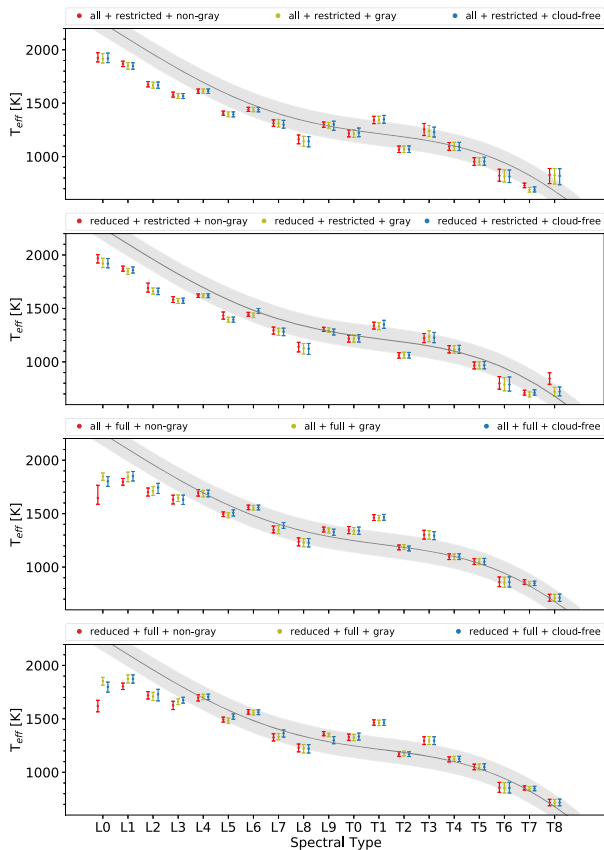 all + restricted + non-gray all + restricted + gray all + restricted + cloud-free
2000
1500
1000
T_eff [K]
reduced + restricted + non-gray reduced + restricted + gray reduced + restricted + cloud-free
2000
1500
1000
T_eff [K]
all + full + non-gray all + full + gray all + full + cloud-free
2000
1500
1000
T_eff [K]
reduced + full + non-gray reduced + full + gray reduced + full + cloud-free
2000
1500
1000
T_eff [K]
L0 L1 L2 L3 L4 L5 L6 L7 L8 L9 T0 T1 T2 T3 T4 T5 T6 T7 T8
Spectral Type